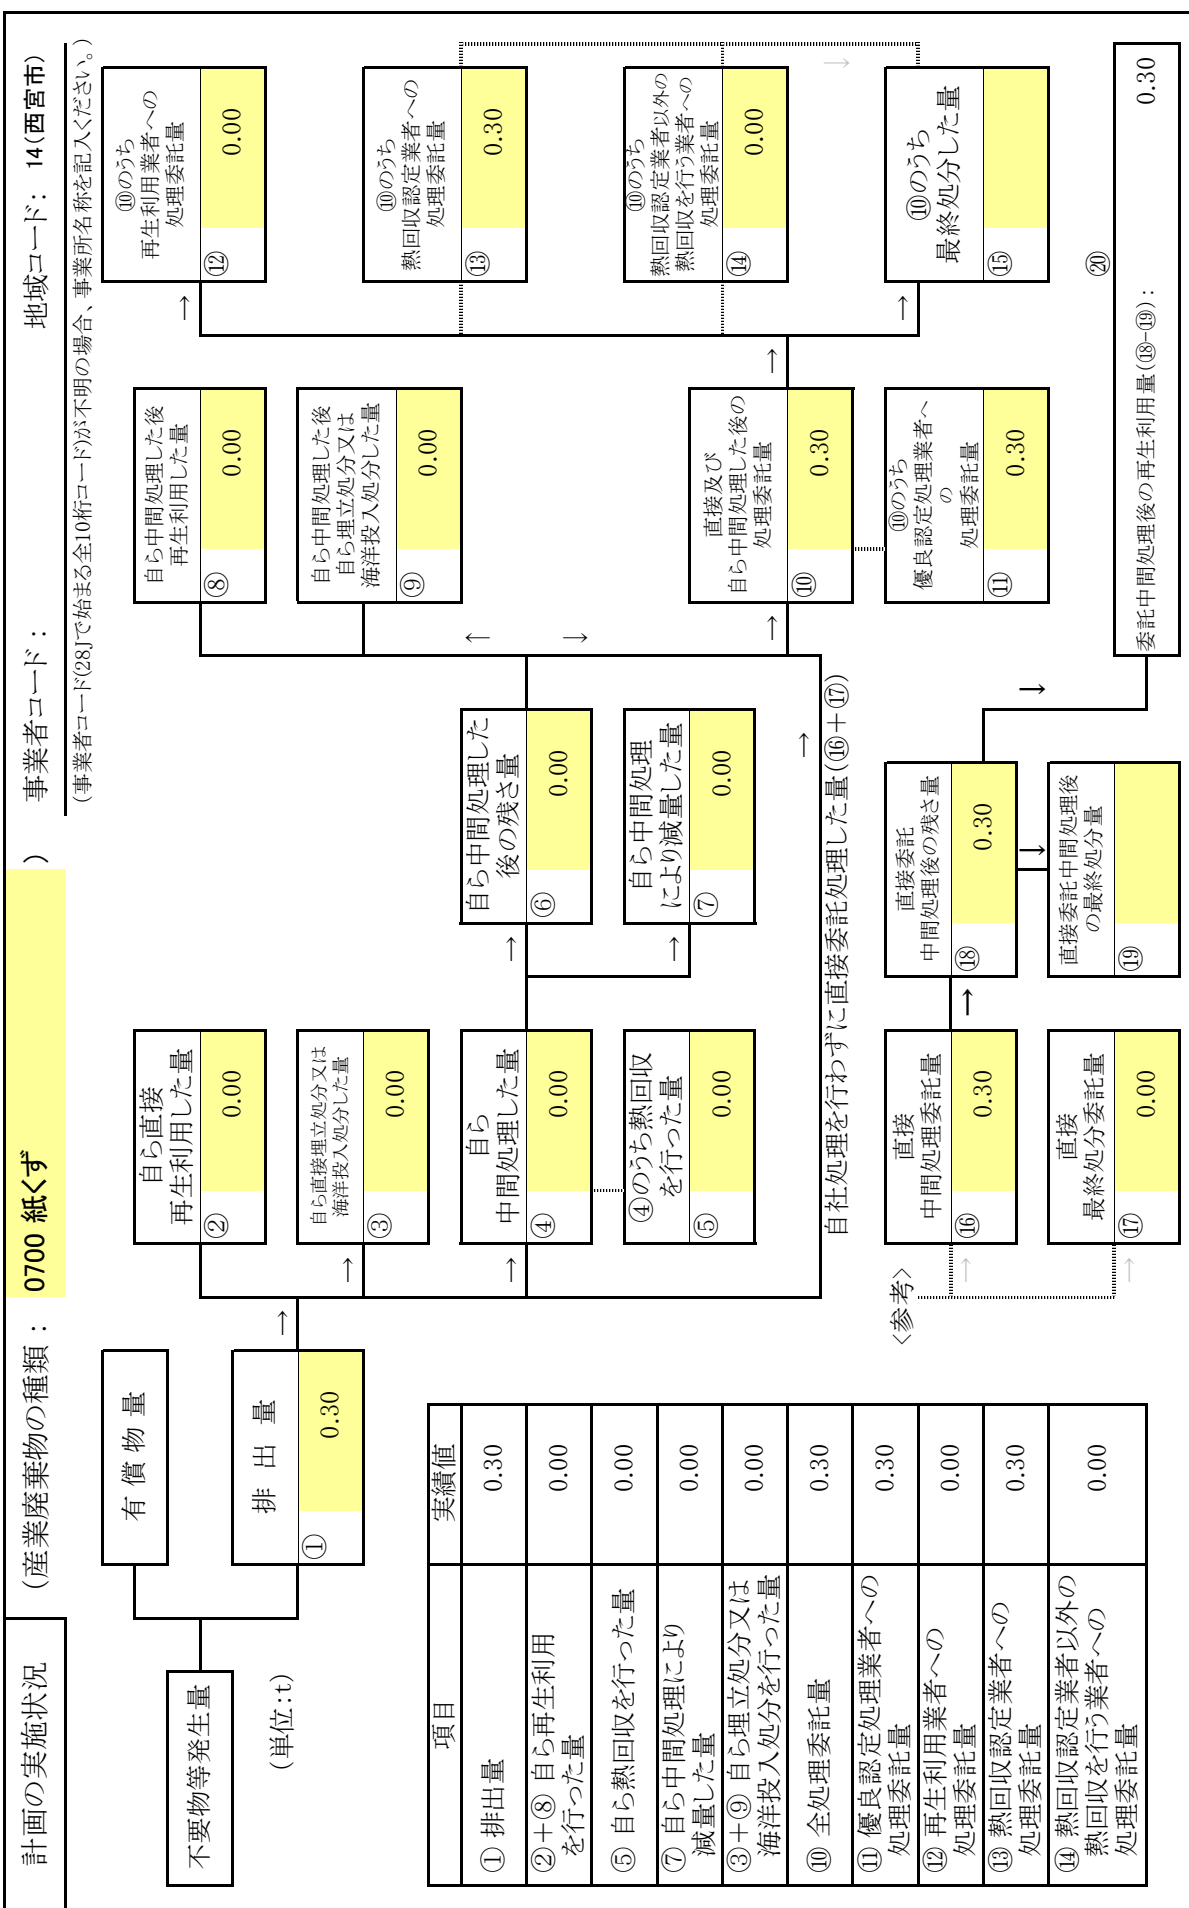 計画の実施状況
(産業廃棄物の種類 : 0700 紙くず )
事業者コード :
地域コード : 14(西宮市)
(事業者コード(「28」で始まる全10桁コード)が不明の場合、事業所名称を記入ください。)
不要物等発生量
(単位:t)
有 償 物 量
排 出 量
① 0.30
→
自ら直接
再生利用した量
② 0.00
→
自ら直接埋立処分又は
海洋投入処分した量
③ 0.00
→
自ら
中間処理した量
④ 0.00
④のうち熱回収
を行った量
⑤ 0.00
→
自ら中間処理した
後の残さ量
⑥ 0.00
→
自ら中間処理
により減量した量
⑦ 0.00
↑
↓
自ら中間処理した後
再生利用した量
⑧ 0.00
自ら中間処理した後
自ら埋立処分又は
海洋投入処分した量
⑨ 0.00
→
自社処理を行わずに直接委託処理した量(⑯+⑰)
→
直接及び
自ら中間処理した後の
処理委託量
⑩ 0.30
⑩のうち
優良認定処理業者へ
の
処理委託量
⑪ 0.30
→
→
⑩のうち
再生利用業者への
処理委託量
⑫ 0.00
⑩のうち
熱回収認定業者への
処理委託量
⑬ 0.30
⑩のうち
熱回収認定業者以外の
熱回収を行う業者への
処理委託量
⑭ 0.00
↓
→
⑩のうち
最終処分した量
⑮
<参考>
→
直接
中間処理委託量
⑯ 0.30
→
直接
最終処分委託量
⑰ 0.00
→
直接委託
中間処理後の残さ量
⑱ 0.30
↓
直接委託中間処理後
の最終処分量
⑲
↓
⑳
委託中間処理後の再生利用量(⑱-⑲) : 0.30
項目 実績値
① 排出量 0.30
②+⑧ 自ら再生利用
を行った量 0.00
⑤ 自ら熱回収を行った量 0.00
⑦ 自ら中間処理により
減量した量 0.00
③+⑨ 自ら埋立処分又は
海洋投入処分を行った量 0.00
⑩ 全処理委託量 0.30
⑪ 優良認定処理業者への
処理委託量 0.30
⑫ 再生利用業者への
処理委託量 0.00
⑬ 熱回収認定業者への
処理委託量 0.30
⑭ 熱回収認定業者以外の
熱回収を行う業者への
処理委託量 0.00